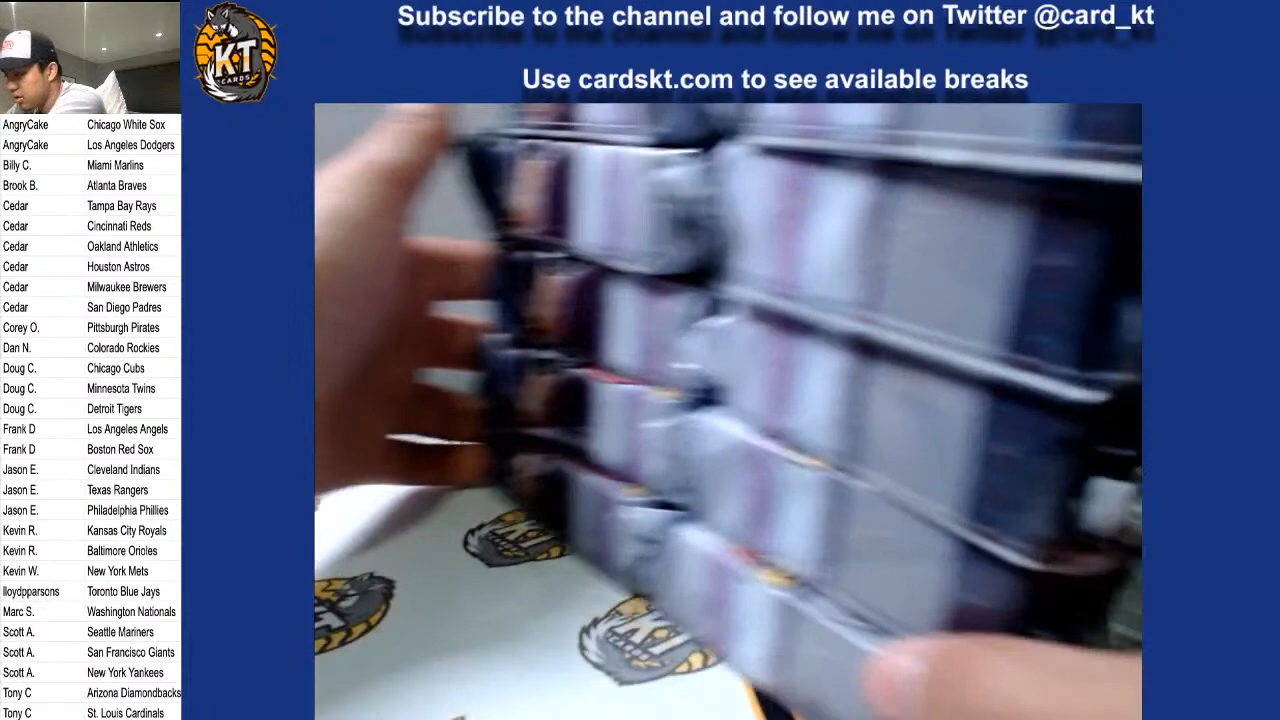 Subscribe to the channel and follow me on Twitter @card_kt
Use cardskt.com to see available breaks
KT
CARDS
AngryCake Chicago White Sox
AngryCake Los Angeles Dodgers
Billy C. Miami Marlins
Brook B. Atlanta Braves
Cedar Tampa Bay Rays
Cedar Cincinnati Reds
Cedar Oakland Athletics
Cedar Houston Astros
Cedar Milwaukee Brewers
Cedar San Diego Padres
Corey O. Pittsburgh Pirates
Dan N. Colorado Rockies
Doug C. Chicago Cubs
Doug C. Minnesota Twins
Doug C. Detroit Tigers
Frank D Los Angeles Angels
Frank D Boston Red Sox
Jason E. Cleveland Indians
Jason E. Texas Rangers
Jason E. Philadelphia Phillies
Kevin R. Kansas City Royals
Kevin R. Baltimore Orioles
Kevin W. New York Mets
lloydpparsons Toronto Blue Jays
Marc S. Washington Nationals
Scott A. Seattle Mariners
Scott A. San Francisco Giants
Scott A. New York Yankees
Tony C Arizona Diamondbacks
Tony C St. Louis Cardinals
KT
KT